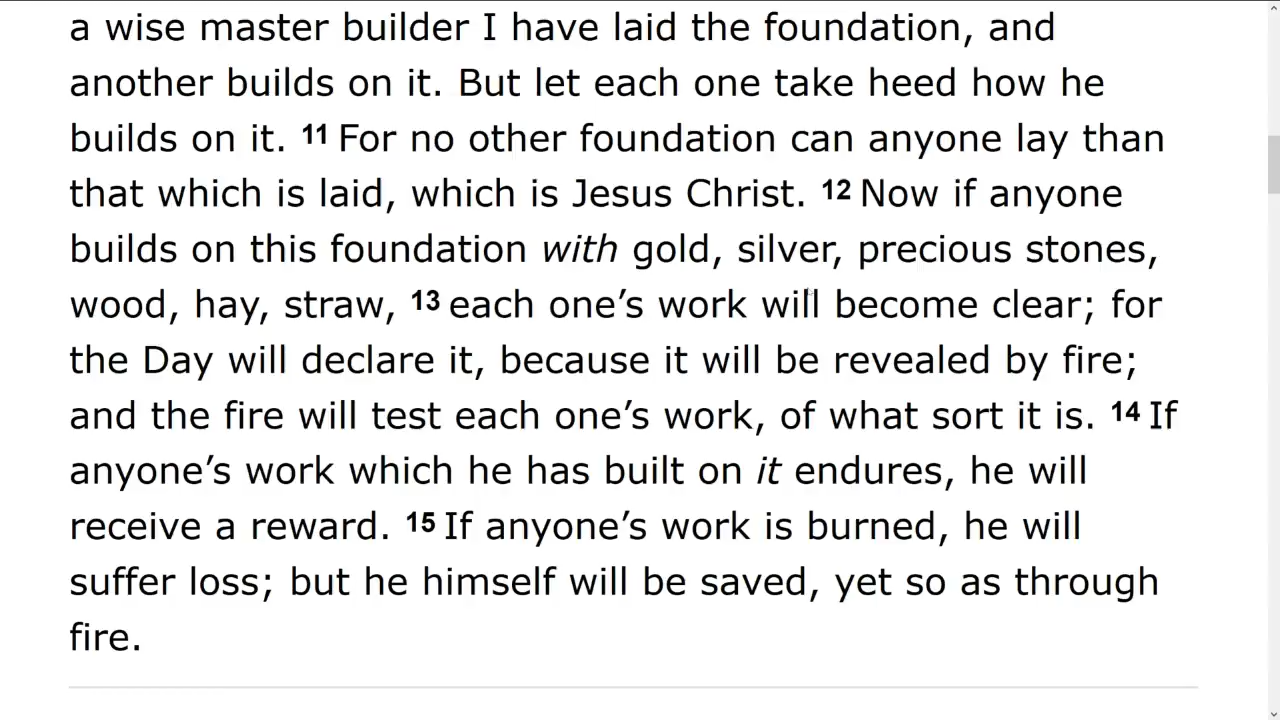 a wise master builder I have laid the foundation, and
another builds on it. But let each one take heed how he
builds on it. 11 For no other foundation can anyone lay than
that which is laid, which is Jesus Christ. 12 Now if anyone
builds on this foundation with gold, silver, precious stones,
wood, hay, straw, 13 each one’s work will become clear; for
the Day will declare it, because it will be revealed by fire;
and the fire will test each one’s work, of what sort it is. 14 If
anyone’s work which he has built on it endures, he will
receive a reward. 15 If anyone’s work is burned, he will
suffer loss; but he himself will be saved, yet so as through
fire.